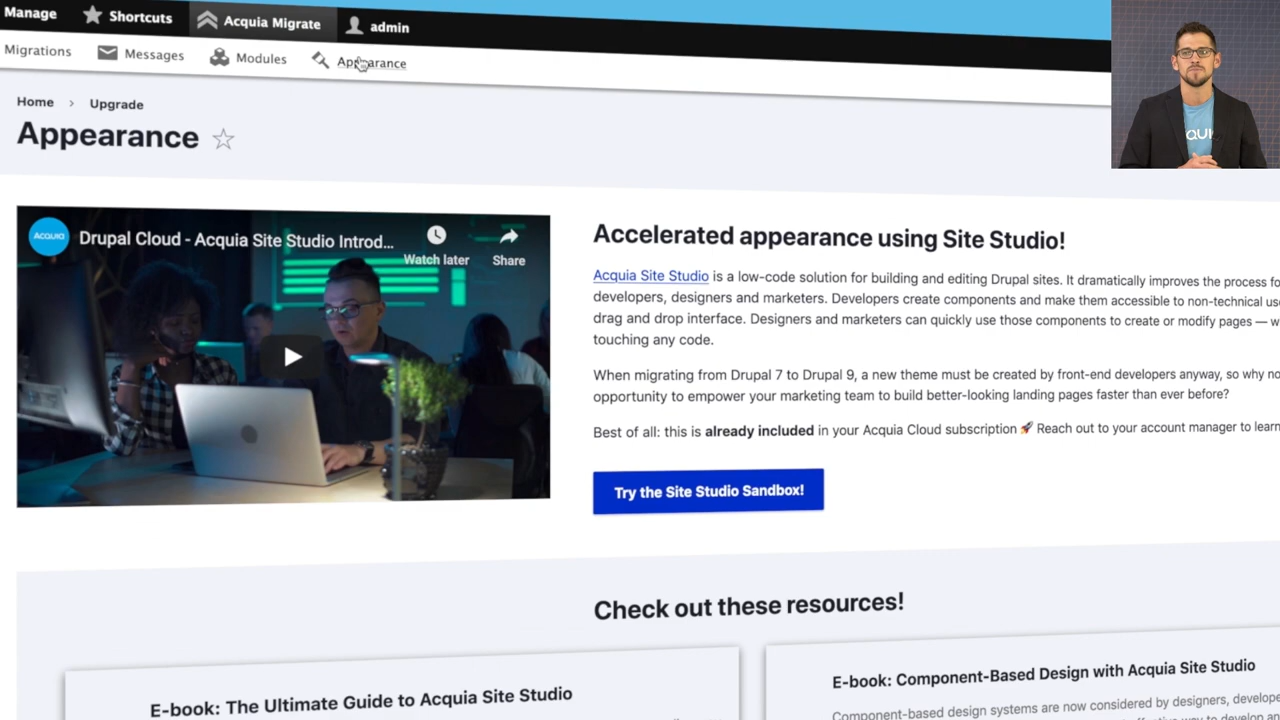 Manage Shortcuts Acquia Migrate admin
Migrations Messages Modules Appearance
Home › Upgrade
Appearance
ACQUIA Drupal Cloud - Acquia Site Studio Introd...
Watch later Share
Accelerated appearance using Site Studio!
Acquia Site Studio is a low-code solution for building and editing Drupal sites. It dramatically improves the process fo
developers, designers and marketers. Developers create components and make them accessible to non-technical use
drag and drop interface. Designers and marketers can quickly use those components to create or modify pages — w
touching any code.
When migrating from Drupal 7 to Drupal 9, a new theme must be created by front-end developers anyway, so why no
opportunity to empower your marketing team to build better-looking landing pages faster than ever before?
Best of all: this is already included in your Acquia Cloud subscription 🚀 Reach out to your account manager to learn
Try the Site Studio Sandbox!
Check out these resources!
E-book: The Ultimate Guide to Acquia Site Studio
E-book: Component-Based Design with Acquia Site Studio
Component-based design systems are now considered by designers, develope